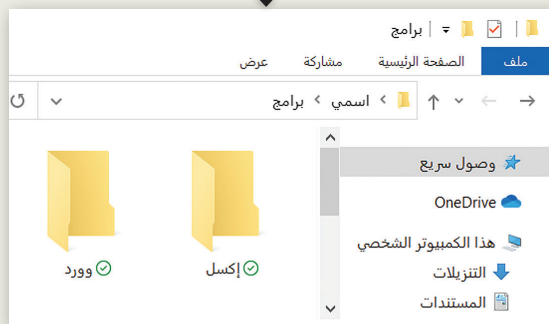 برامج
ملف الصفحة الرئيسية مشاركة عرض
اسمي برامج
وصول سريع
OneDrive
هذا الكمبيوتر الشخصي
التنزيلات
المستندات
إكسل
وورد